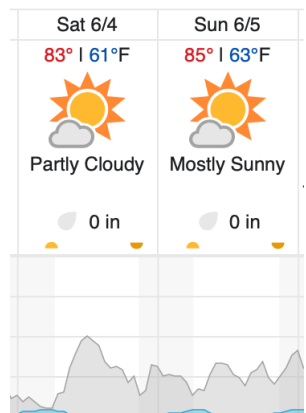 Sat 6/4 Sun 6/5
83° | 61°F 85° | 63°F
Partly Cloudy Mostly Sunny
0 in 0 in